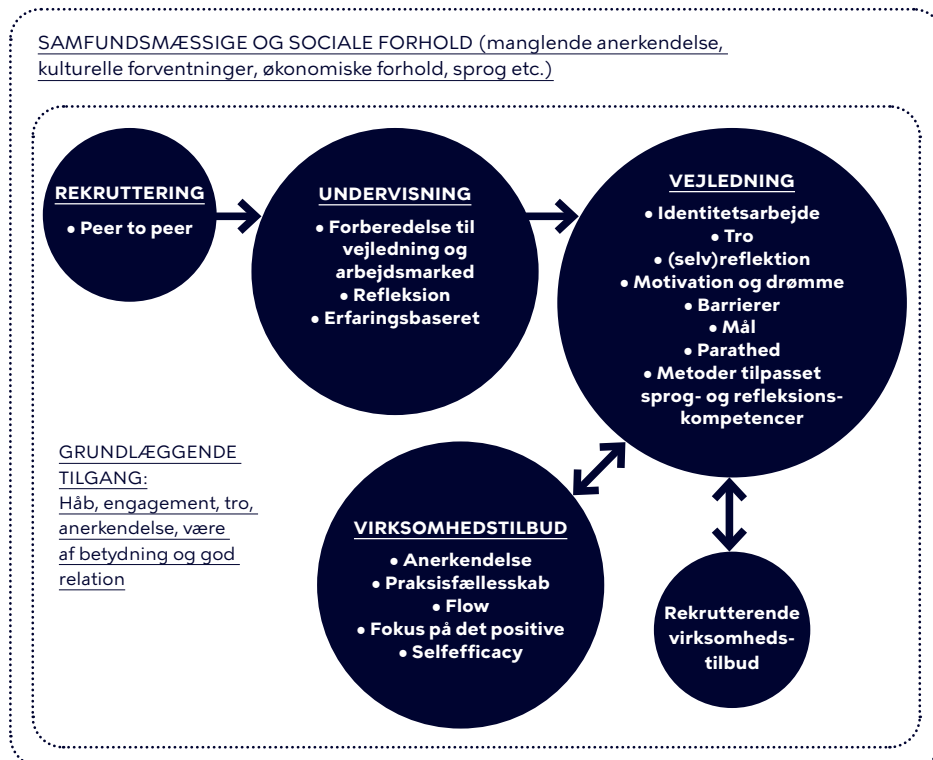 SAMFUNDSMÆSSIGE OG SOCIALE FORHOLD (manglende anerkendelse,
kulturelle forventninger, økonomiske forhold, sprog etc.)
REKRUTTERING
• Peer to peer
UNDERVISNING
• Forberedelse til
vejledning og
arbejdsmarked
• Refleksion
• Erfaringsbaseret
VEJLEDNING
• Identitetsarbejde
• Tro
• (selv)reflektion
• Motivation og drømme
• Barrierer
• Mål
• Parathed
• Metoder tilpasset
sprog- og refleksions-
kompetencer
GRUNDLÆGGENDE
TILGANG:
Håb, engagement, tro,
anerkendelse, være
af betydning og god
relation
VIRKSOMHEDSTILBUD
• Anerkendelse
• Praksisfællesskab
• Flow
• Fokus på det positive
• Selfefficacy
Rekrutterende
virksomheds-
tilbud